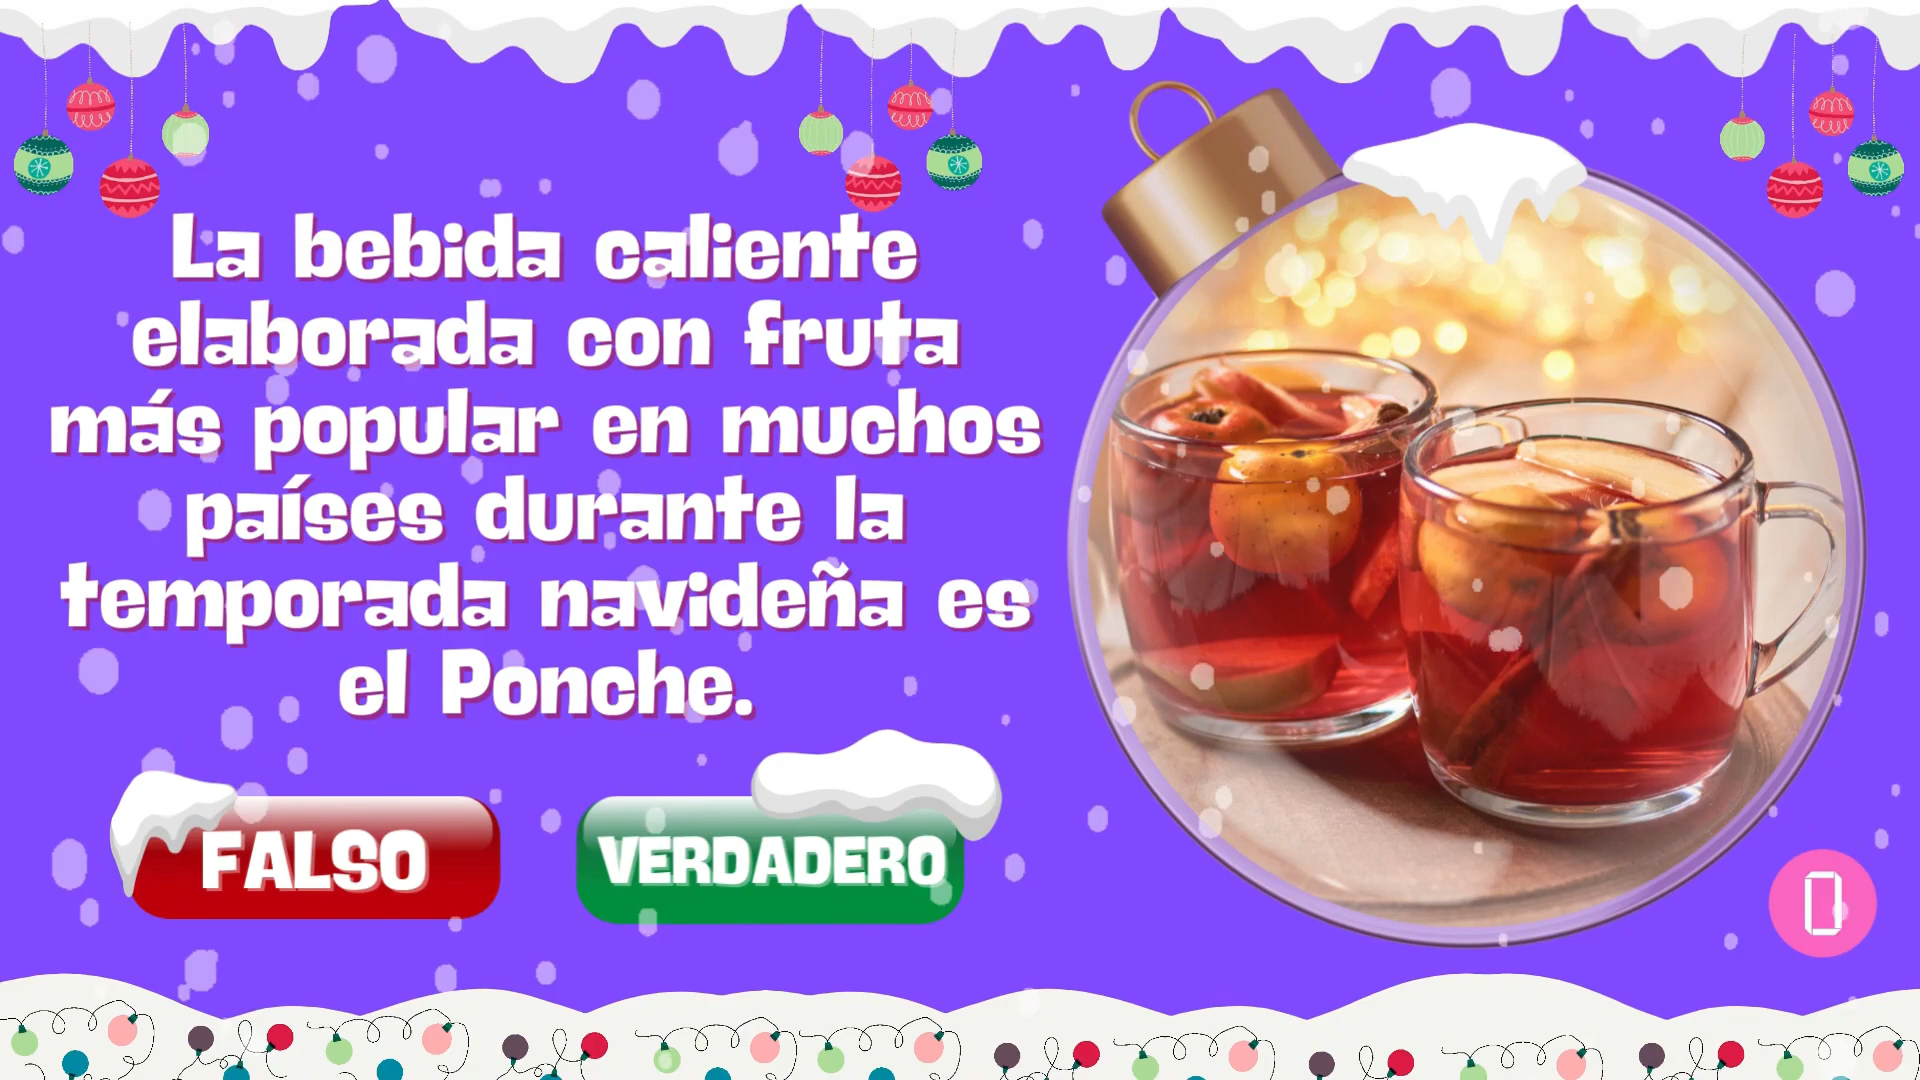 La bebida caliente
elaborada con fruta
más popular en muchos
países durante la
temporada navideña es
el Ponche.
FALSO
VERDADERO
0